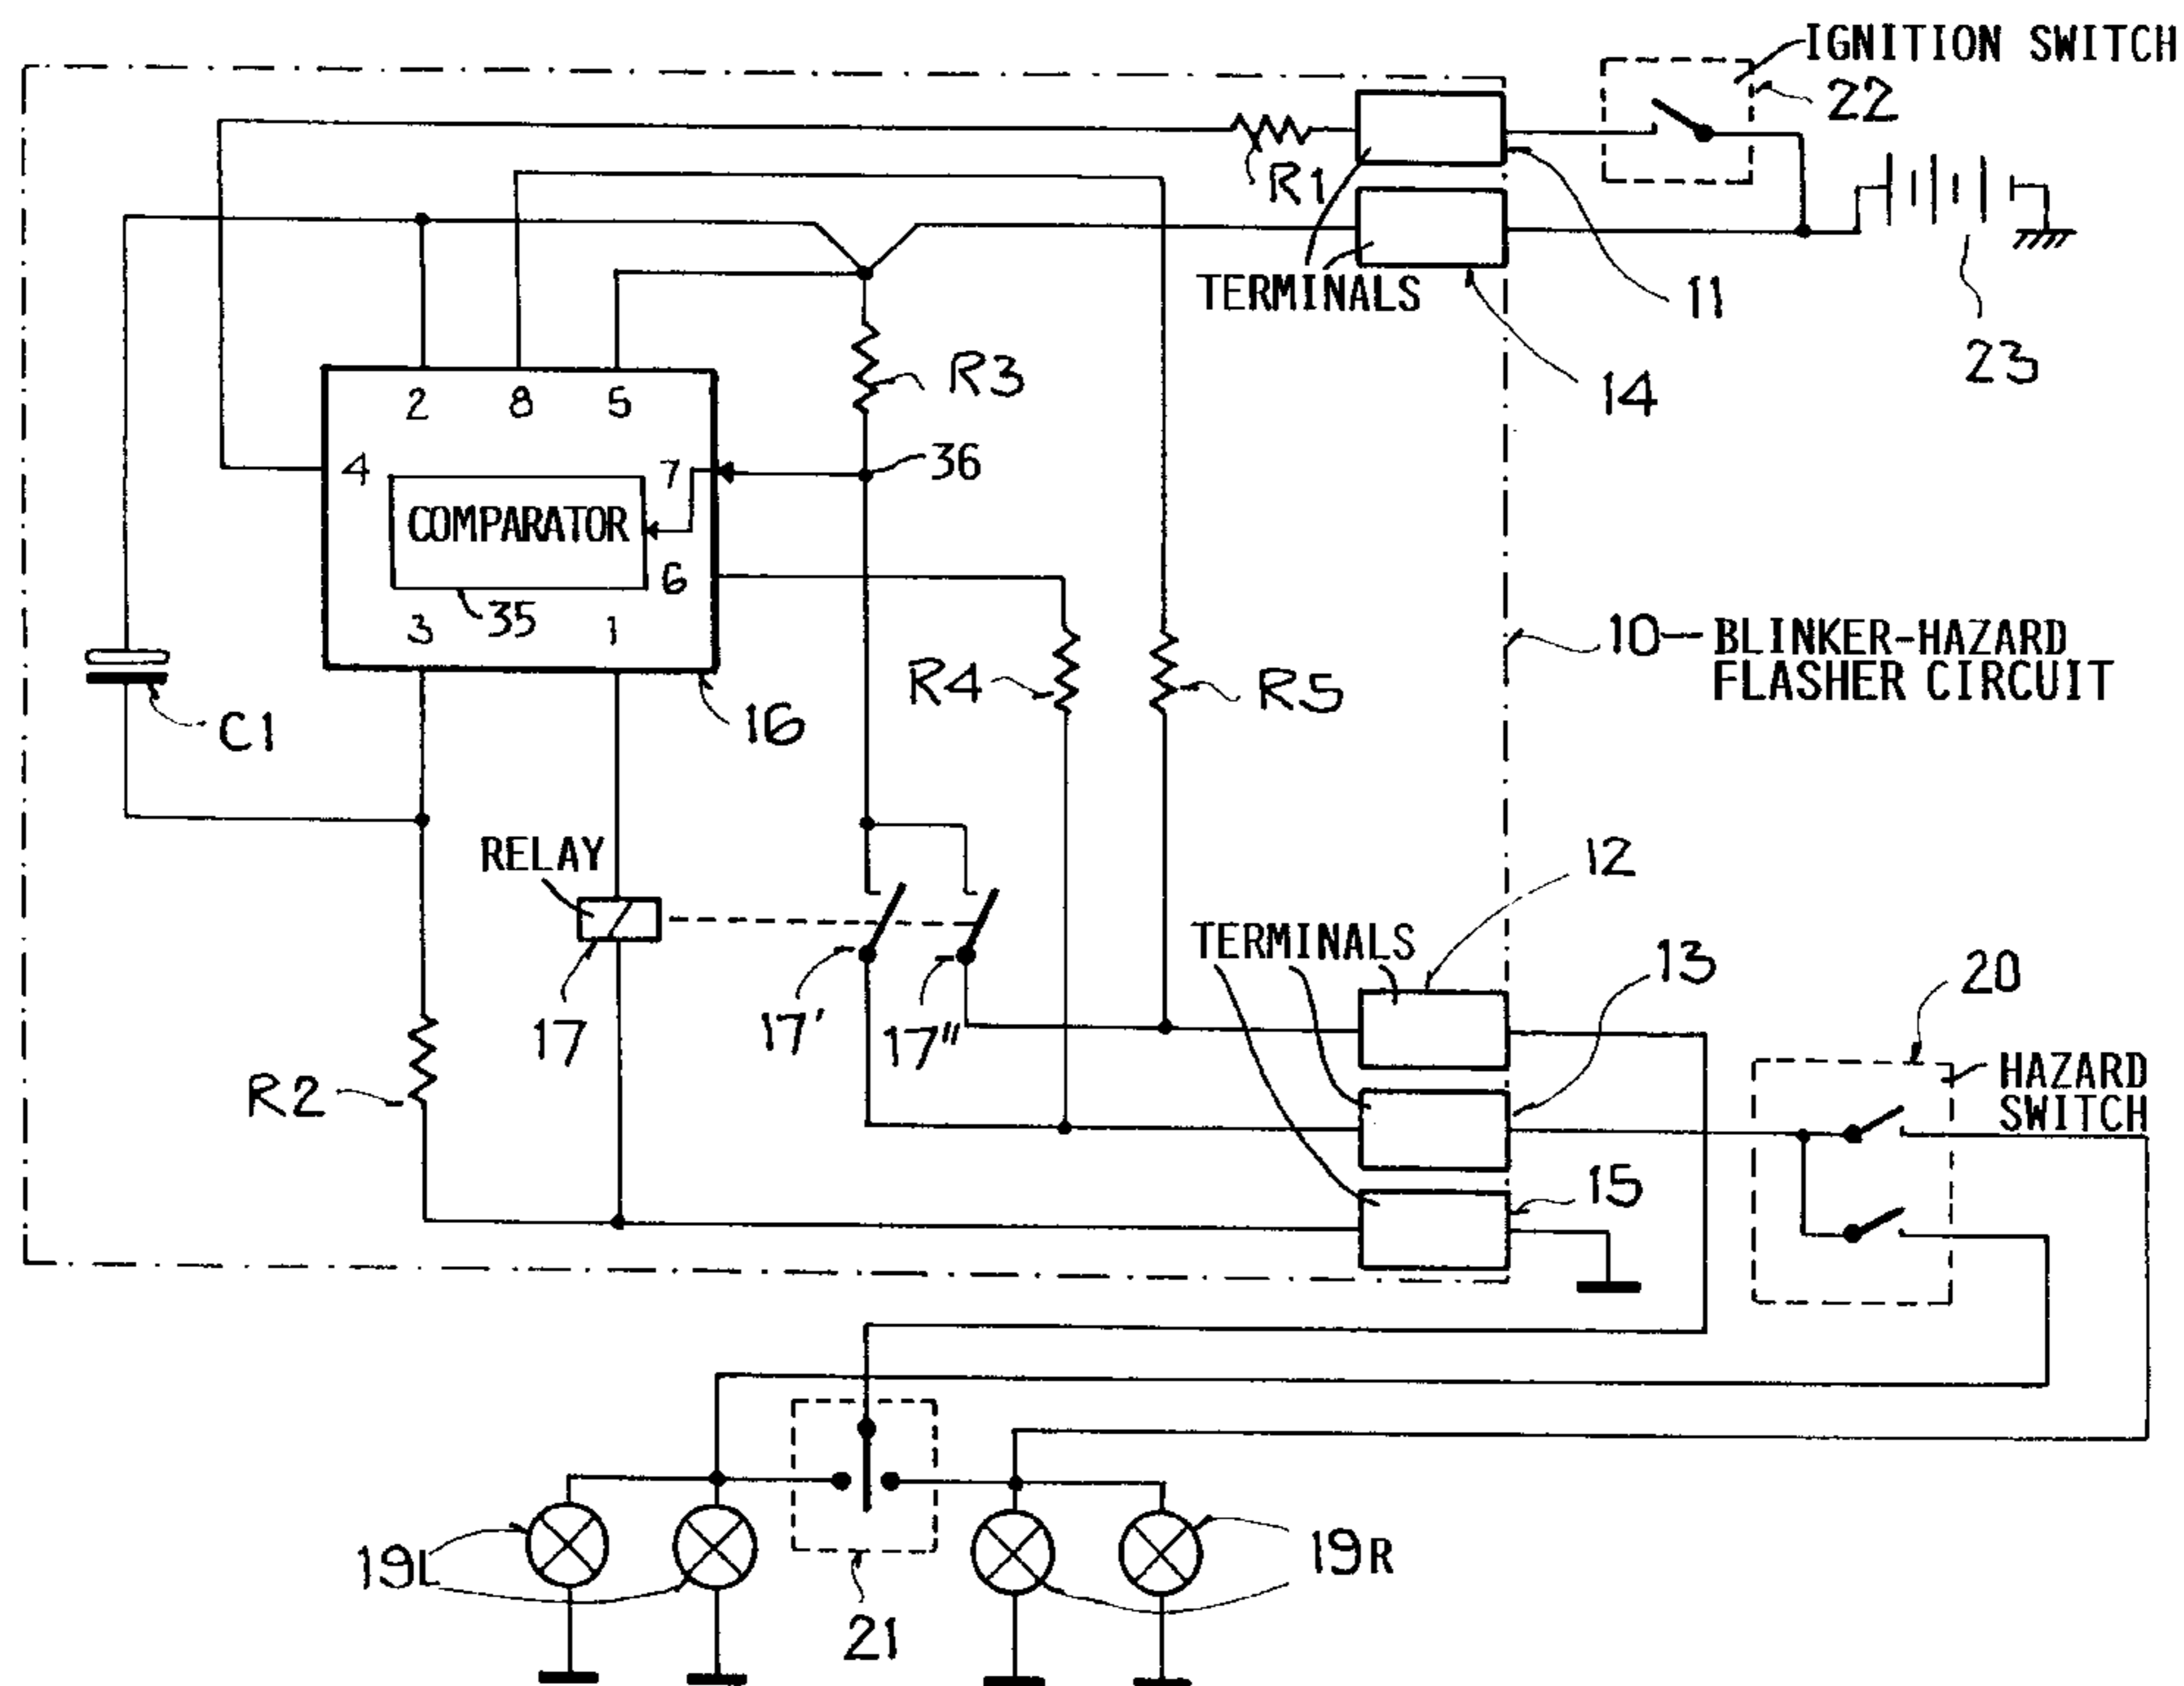 IGNITION SWITCH
22
R1
TERMINALS
11
14
23
R3
2 8 5
4 7
36
COMPARATOR
6
35
3 1
16
C1
R4
R5
10— BLINKER-HAZARD
FLASHER CIRCUIT
RELAY
17
17'
17"
12
TERMINALS
13
20
HAZARD
SWITCH
R2
15
19L
21
19R